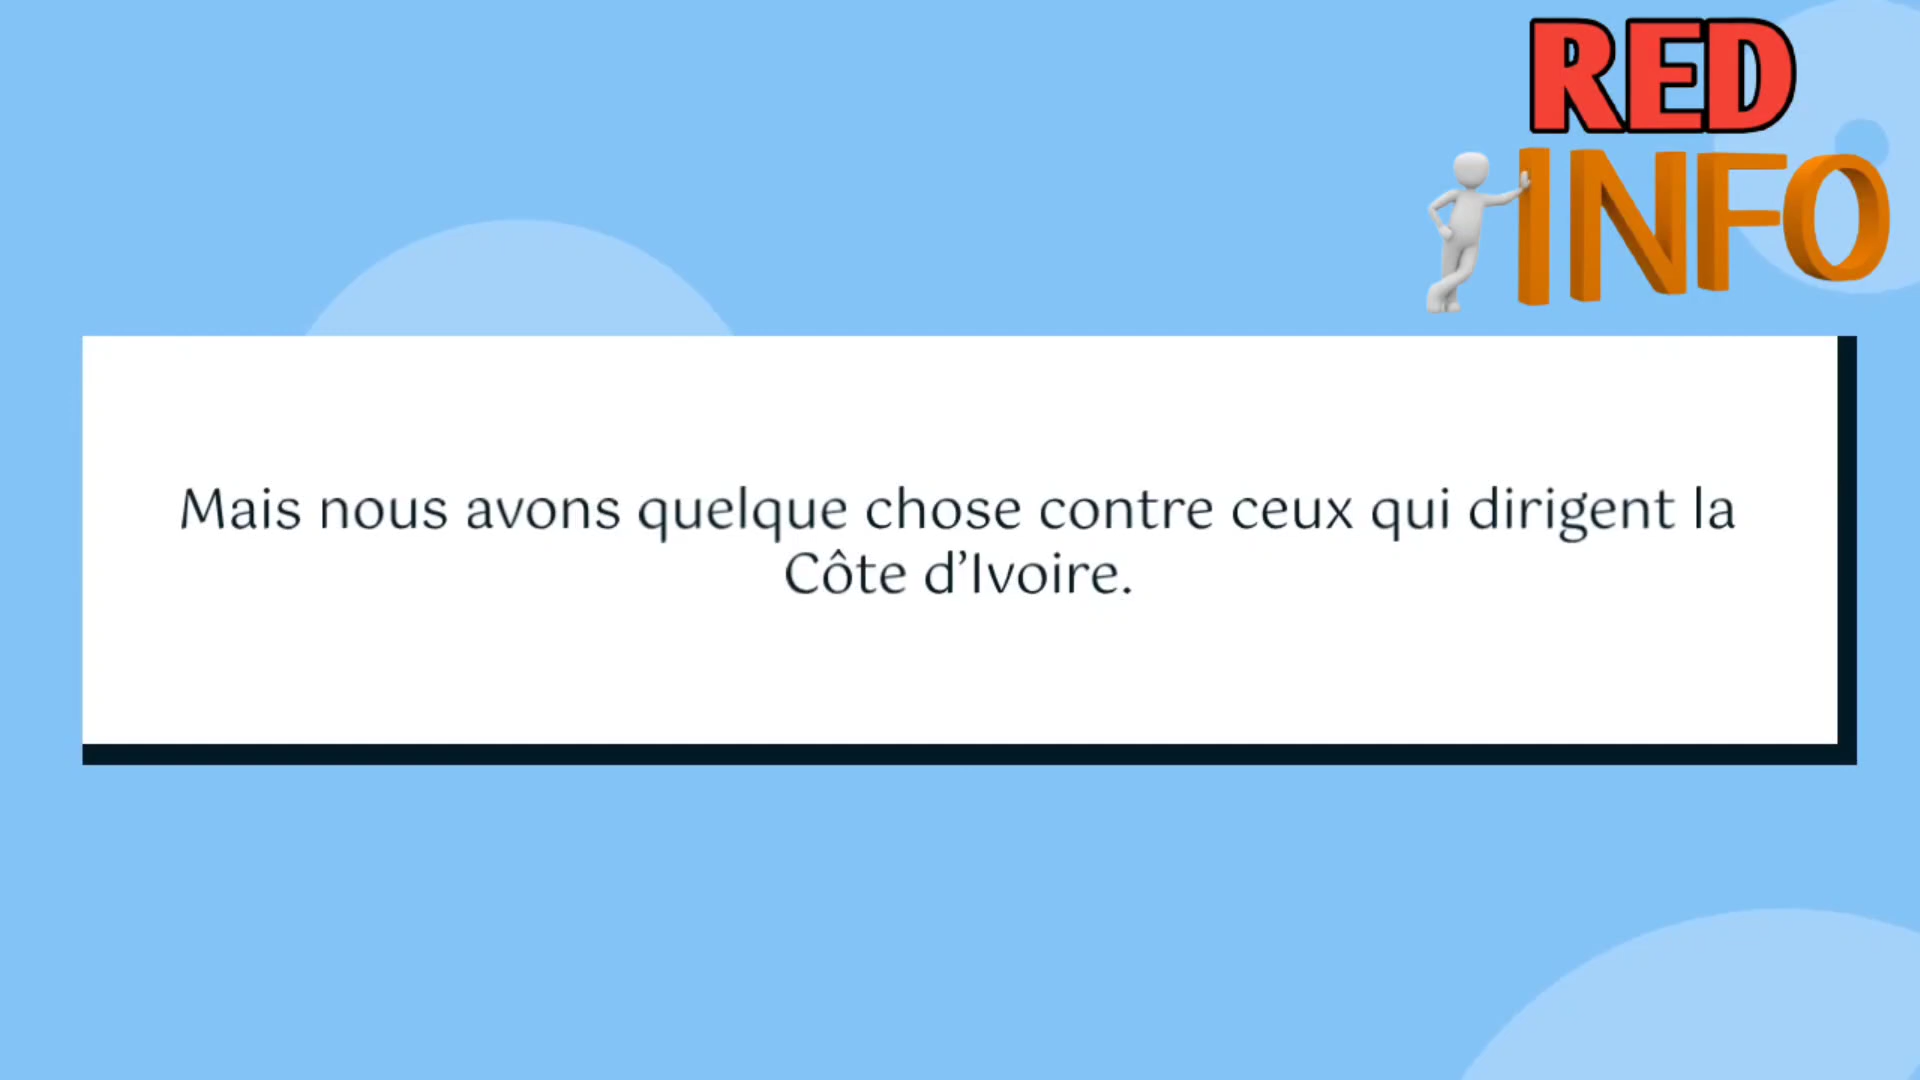 RED
INFO
Mais nous avons quelque chose contre ceux qui dirigent la
Côte d’Ivoire.